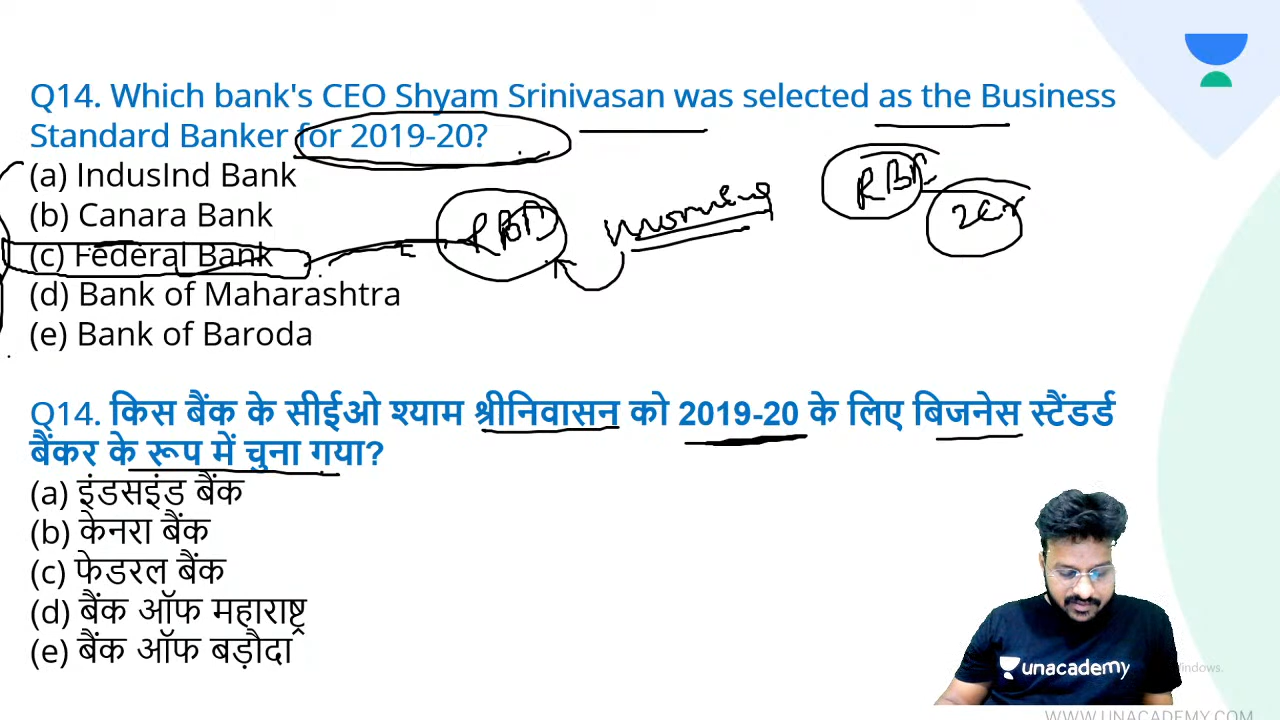 Q14. Which bank's CEO Shyam Srinivasan was selected as the Business
Standard Banker for 2019-20?
(a) IndusInd Bank
(b) Canara Bank
(c) Federal Bank
(d) Bank of Maharashtra
(e) Bank of Baroda
Q14. किस बैंक के सीईओ श्याम श्रीनिवासन को 2019-20 के लिए बिजनेस स्टैंडर्ड
बैंकर के रूप में चुना गया?
(a) इंडसइंड बैंक
(b) केनरा बैंक
(c) फेडरल बैंक
(d) बैंक ऑफ महाराष्ट्र
(e) बैंक ऑफ बड़ौदा
unacademy
Windows.
WWW.UNACADEMY.COM